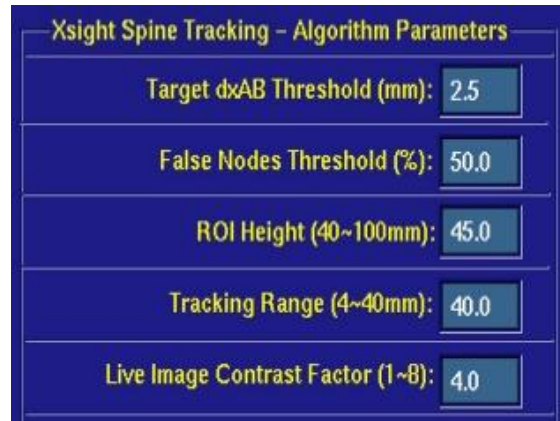 Xsight Spine Tracking – Algorithm Parameters
Target dxAB Threshold (mm): 2.5
False Nodes Threshold (%): 50.0
ROI Height (40~100mm): 45.0
Tracking Range (4~40mm): 40.0
Live Image Contrast Factor (1~8): 4.0